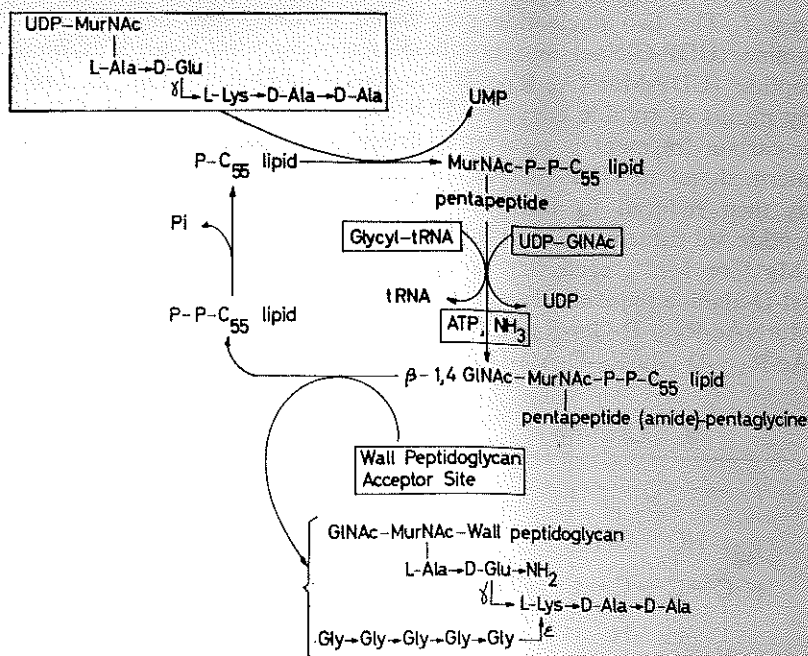 UDP-MurNAc
L-Ala→D-Glu
γ L-Lys→D-Ala→D-Ala
UMP
P-C55 lipid
MurNAc-P-P-C55 lipid
pentapeptide
Pi
Glycyl-tRNA
UDP-GlNAc
tRNA
UDP
P-P-C55 lipid
ATP, NH3
β-1,4 GlNAc-MurNAc-P-P-C55 lipid
pentapeptide (amide)-pentaglycine
Wall Peptidoglycan
Acceptor Site
GlNAc-MurNAc-Wall peptidoglycan
L-Ala→D-Glu→NH2
γ L-Lys→D-Ala→D-Ala
Gly→Gly→Gly→Gly→Gly ε